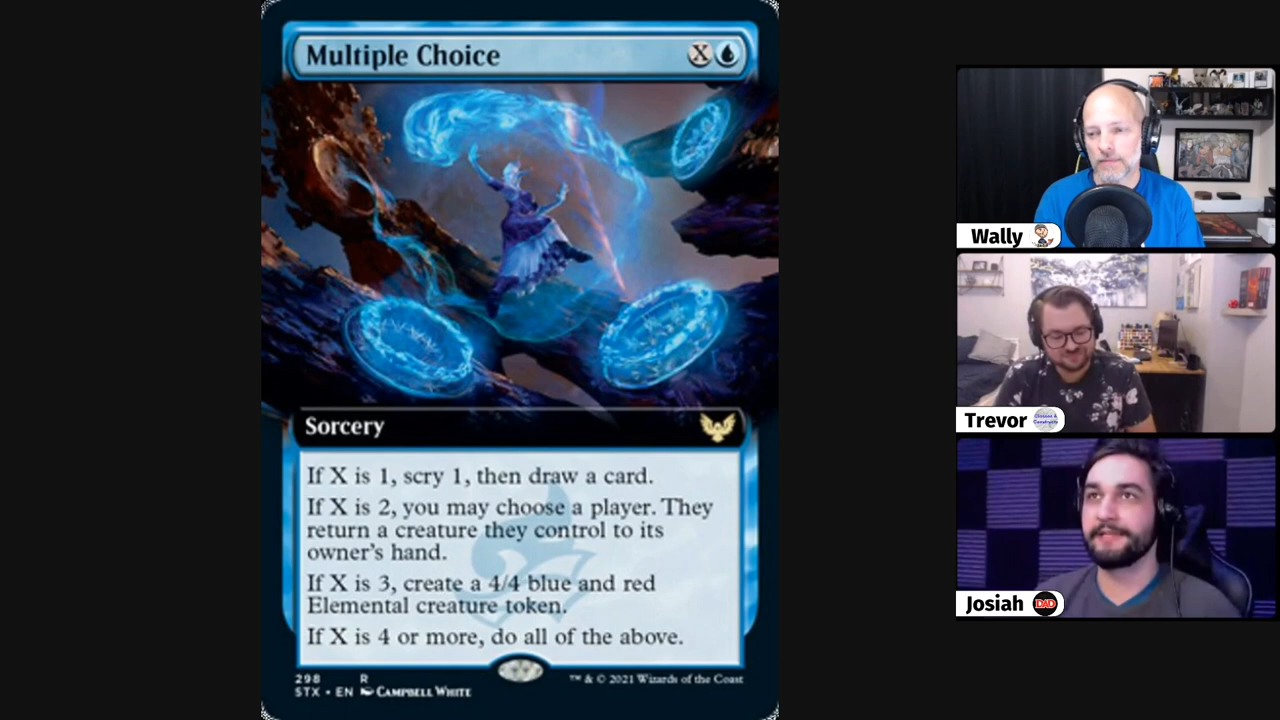 Multiple Choice X
Sorcery
If X is 1, scry 1, then draw a card.
If X is 2, you may choose a player. They
return a creature they control to its
owner's hand.
If X is 3, create a 4/4 blue and red
Elemental creature token.
If X is 4 or more, do all of the above.
298 R
STX • EN CAMPBELL WHITE
™ & © 2021 Wizards of the Coast
Wally
Trevor
Classics &
Constructs
Josiah DAD